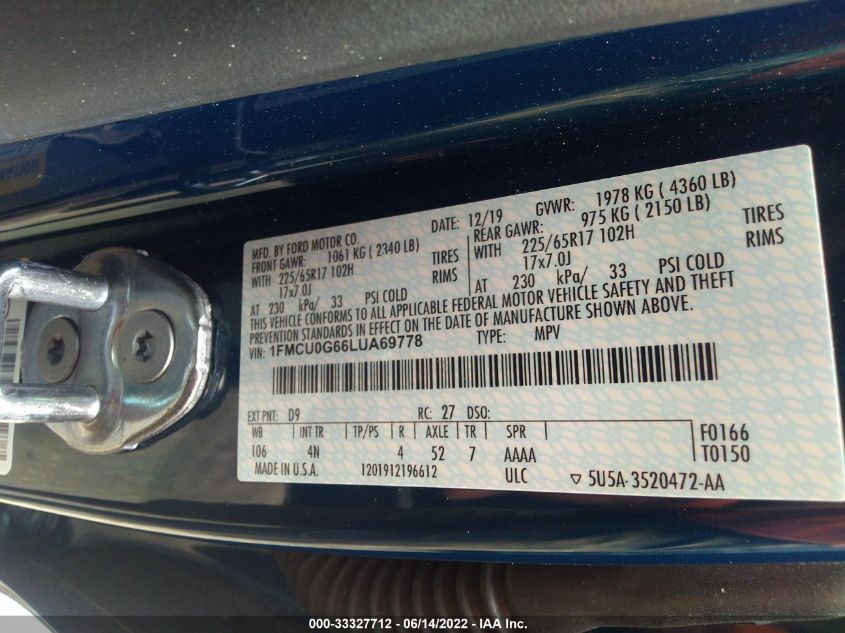 MFD. BY FORD MOTOR CO.
DATE: 12/19 GVWR: 1978 KG ( 4360 LB)
FRONT GAWR: 1061 KG ( 2340 LB)
REAR GAWR: 975 KG ( 2150 LB)
WITH 225/65R17 102H TIRES
WITH 225/65R17 102H TIRES
17x7.0J RIMS
17x7.0J RIMS
AT 230 kPa/ 33 PSI COLD
AT 230 kPa/ 33 PSI COLD
THIS VEHICLE CONFORMS TO ALL APPLICABLE FEDERAL MOTOR VEHICLE SAFETY AND THEFT
PREVENTION STANDARDS IN EFFECT ON THE DATE OF MANUFACTURE SHOWN ABOVE.
VIN: 1FMCU0G66LUA69778 TYPE: MPV
EXT PNT: D9 RC: 27 DSO:
WB INT TR TP/PS R AXLE TR SPR
106 4N 4 52 7 AAAA
F0166
T0150
MADE IN U.S.A. 1201912196612 ULC ▽ 5U5A-3520472-AA
000-33327712 - 06/14/2022 - IAA Inc.